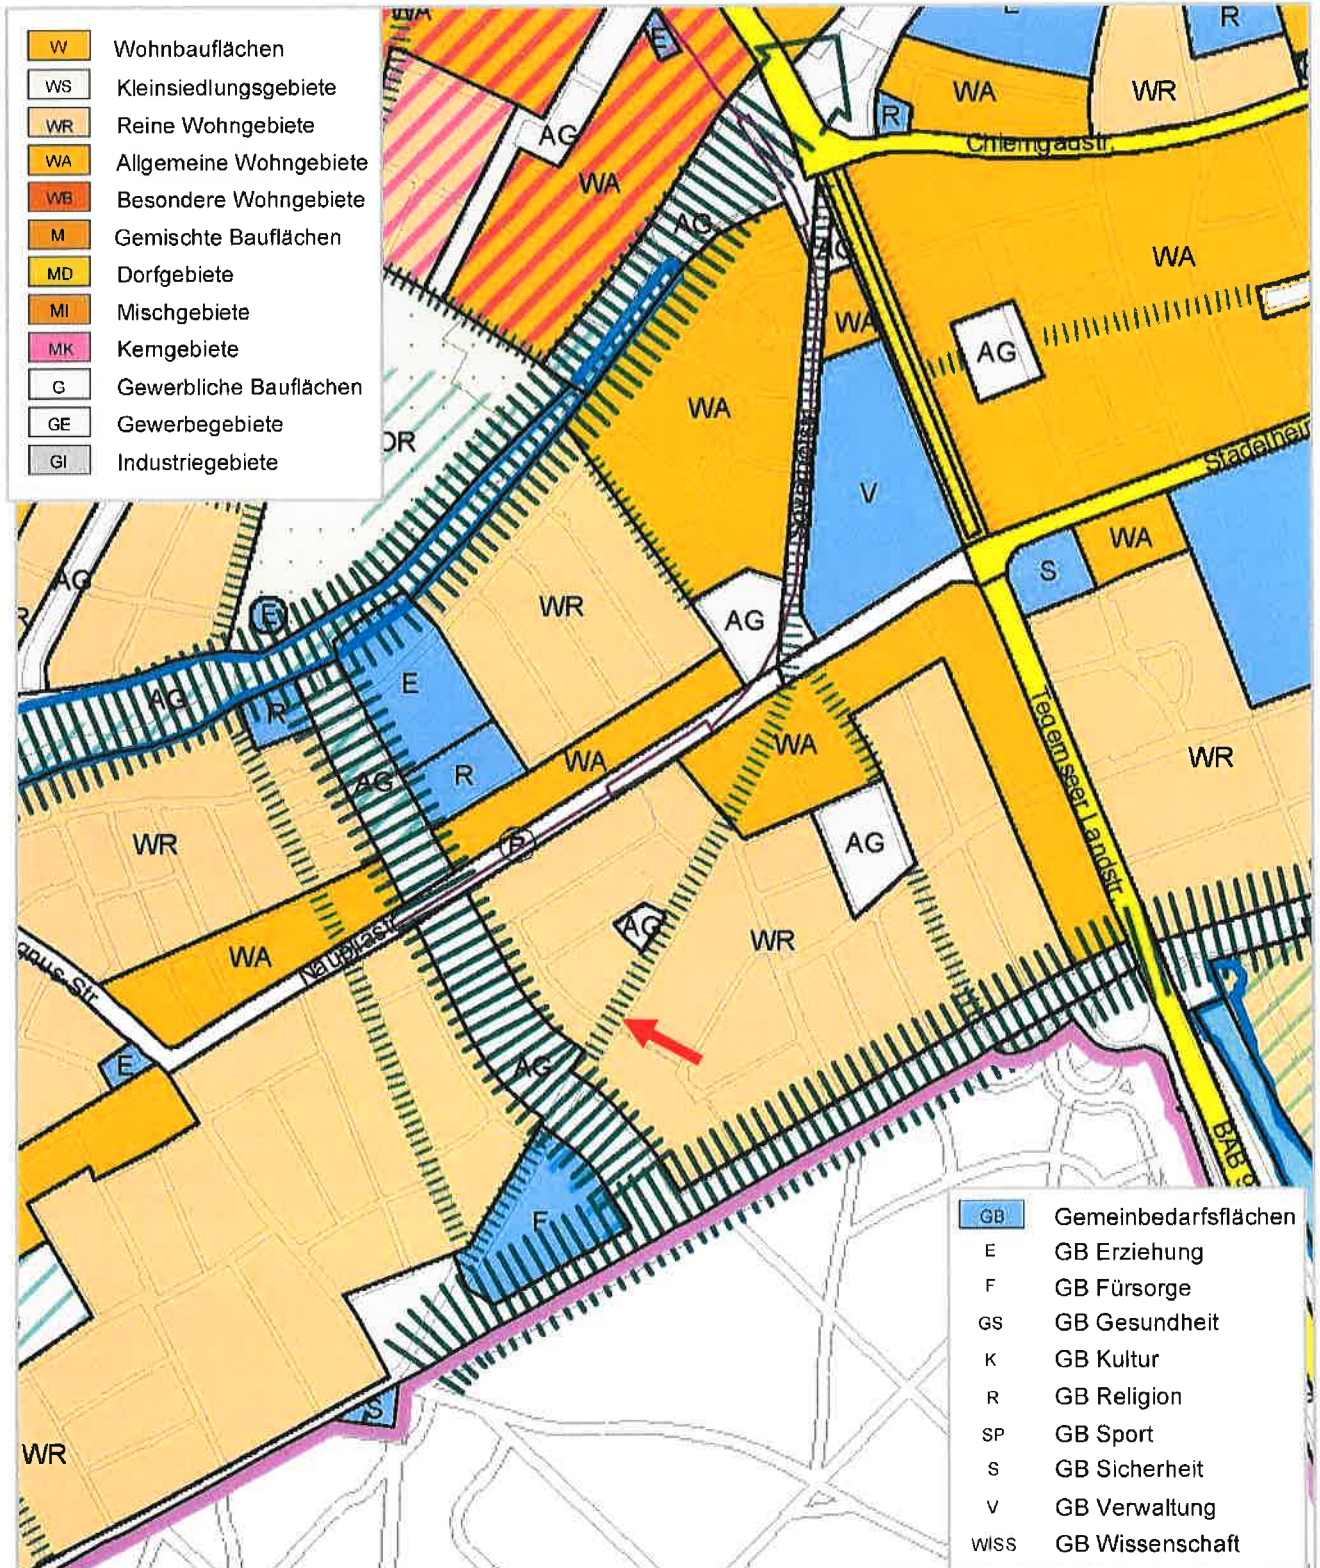 W Wohnbauflächen
WS Kleinsiedlungsgebiete
WR Reine Wohngebiete
WA Allgemeine Wohngebiete
WB Besondere Wohngebiete
M Gemischte Bauflächen
MD Dorfgebiete
MI Mischgebiete
MK Kerngebiete
G Gewerbliche Bauflächen
GE Gewerbegebiete
GI Industriegebiete
WA
E
E
R
WA
WR
R
AG
Chiemgaustr.
WA
AG
AG
WA
WA
AG
WA
OR
V
WA
S
AG
E
WR
AG
R
AG
E
R
WA
WA
WR
AG
R
WR
AG
WA
AG
WR
Tegernseer Landstr.
Naupliastr.
AG
E
F
BAB 9
S
WR
GB Gemeinbedarfsflächen
E GB Erziehung
F GB Fürsorge
GS GB Gesundheit
K GB Kultur
R GB Religion
SP GB Sport
S GB Sicherheit
V GB Verwaltung
WISS GB Wissenschaft